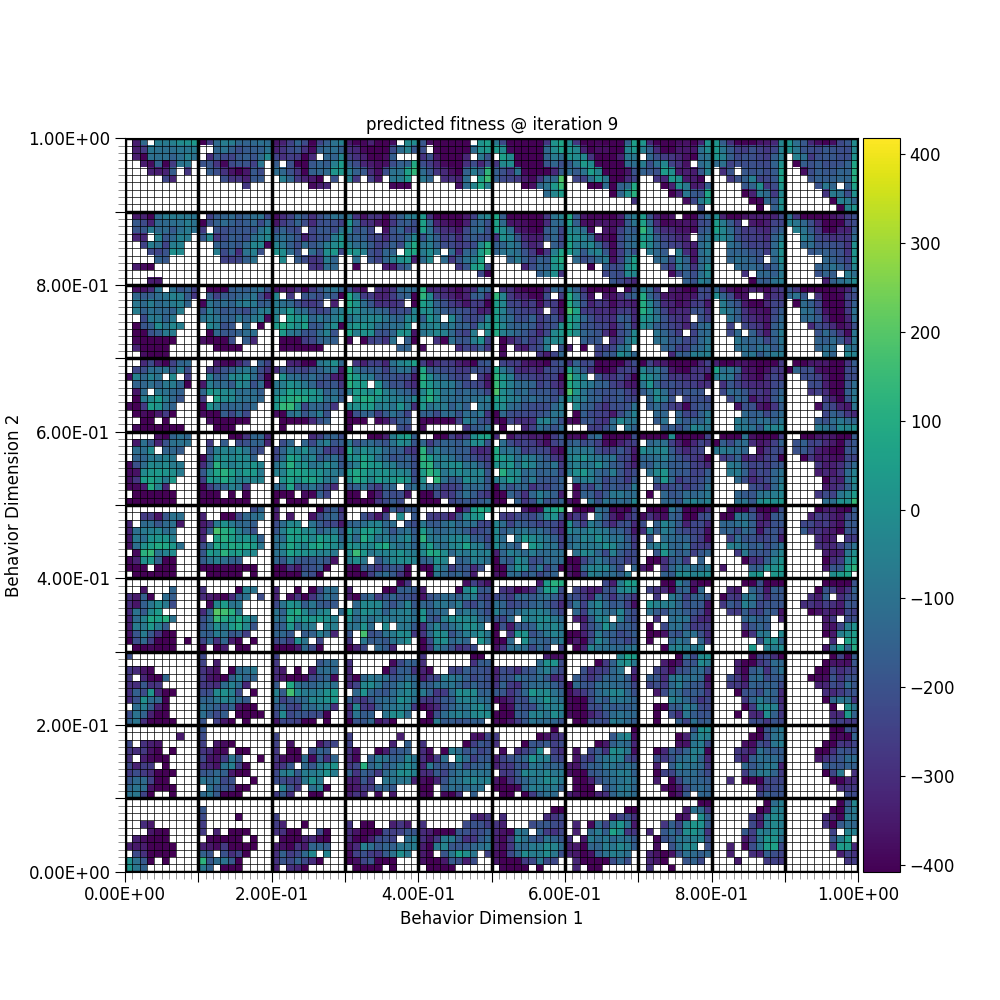 predicted fitness @ iteration 9
1.00E+00
8.00E-01
6.00E-01
4.00E-01
2.00E-01
0.00E+00
Behavior Dimension 2
0.00E+00 2.00E-01 4.00E-01 6.00E-01 8.00E-01 1.00E+00
Behavior Dimension 1
400
300
200
100
0
−100
−200
−300
−400